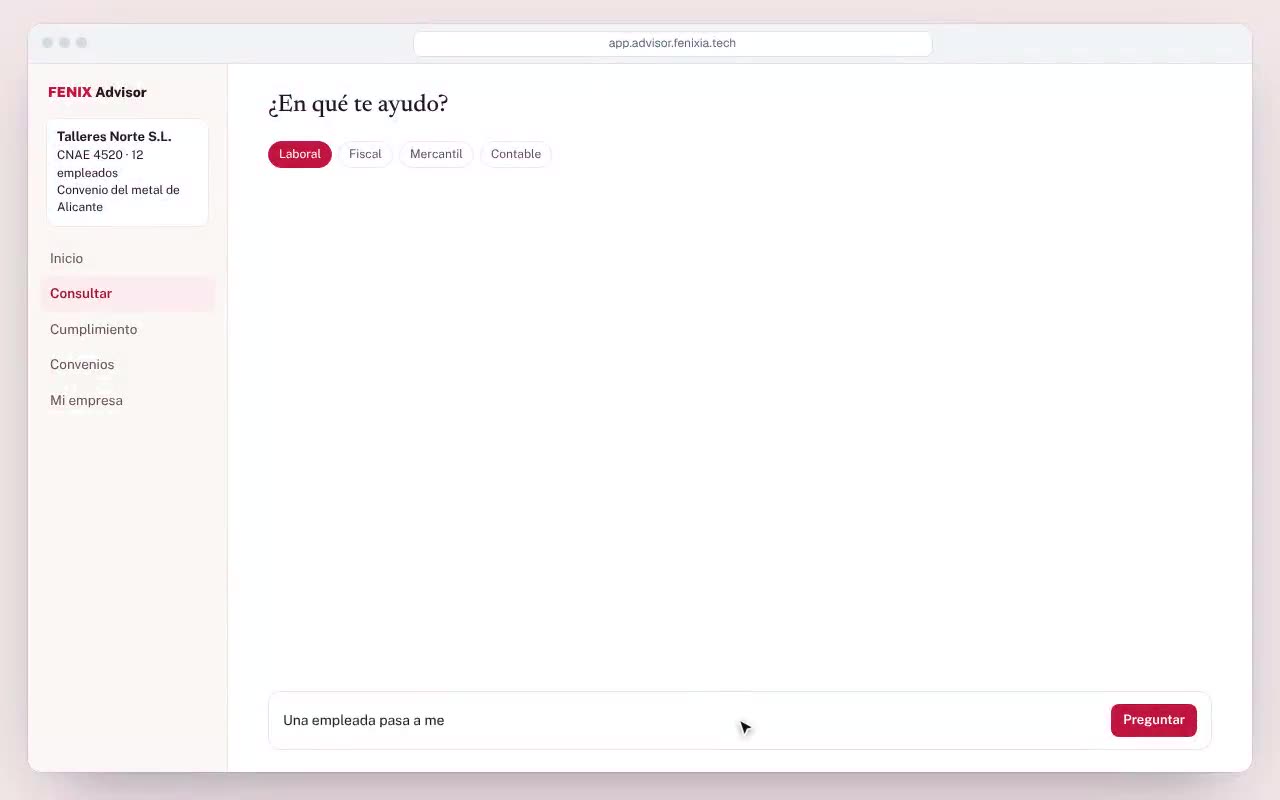 app.advisor.fenixia.tech
FENIX Advisor
Talleres Norte S.L.
CNAE 4520 · 12
empleados
Convenio del metal de
Alicante
Inicio
Consultar
Cumplimiento
Convenios
Mi empresa
¿En qué te ayudo?
Laboral Fiscal Mercantil Contable
Una empleada pasa a me
Preguntar